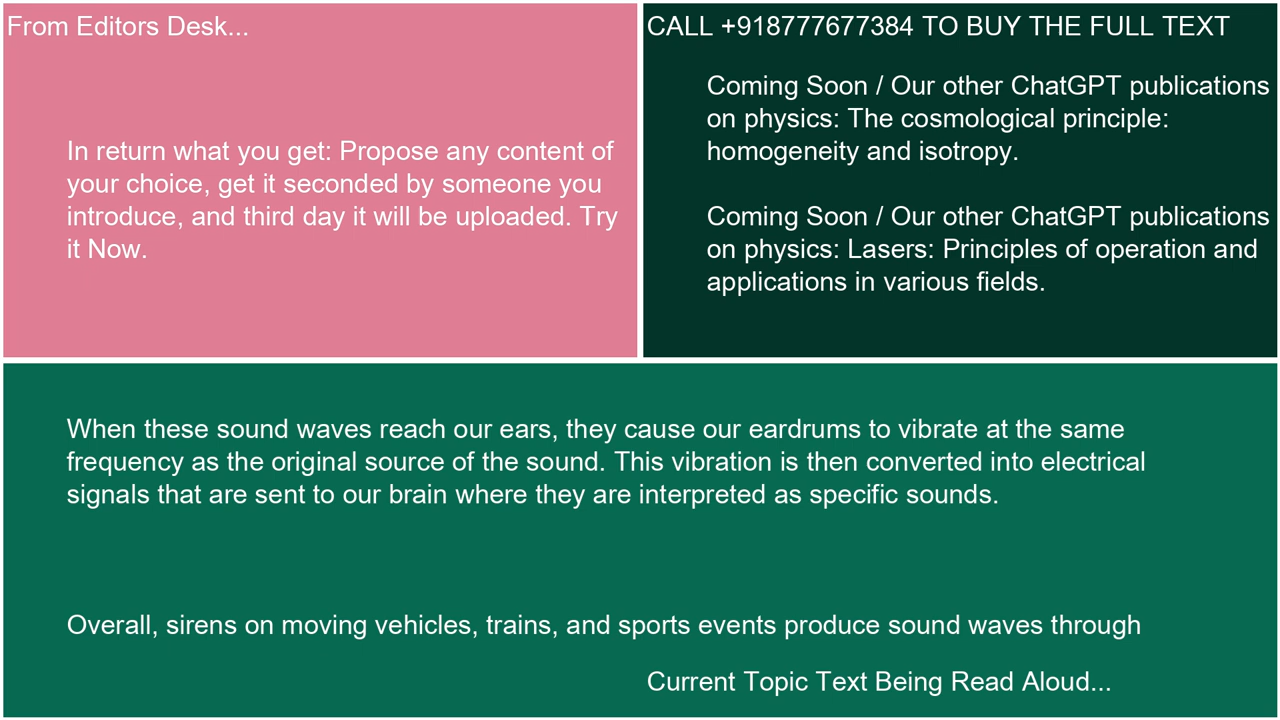 From Editors Desk...
In return what you get: Propose any content of
your choice, get it seconded by someone you
introduce, and third day it will be uploaded. Try
it Now.
CALL +918777677384 TO BUY THE FULL TEXT
Coming Soon / Our other ChatGPT publications
on physics: The cosmological principle:
homogeneity and isotropy.
Coming Soon / Our other ChatGPT publications
on physics: Lasers: Principles of operation and
applications in various fields.
When these sound waves reach our ears, they cause our eardrums to vibrate at the same
frequency as the original source of the sound. This vibration is then converted into electrical
signals that are sent to our brain where they are interpreted as specific sounds.
Overall, sirens on moving vehicles, trains, and sports events produce sound waves through
Current Topic Text Being Read Aloud...